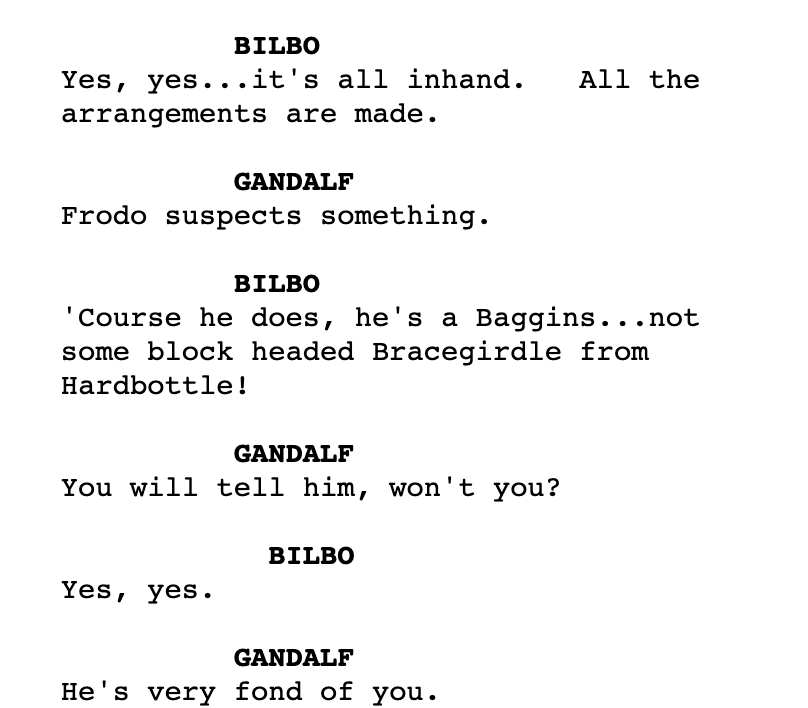 BILBO
Yes, yes...it's all inhand.   All the
arrangements are made.
GANDALF
Frodo suspects something.
BILBO
'Course he does, he's a Baggins...not
some block headed Bracegirdle from
Hardbottle!
GANDALF
You will tell him, won't you?
BILBO
Yes, yes.
GANDALF
He's very fond of you.